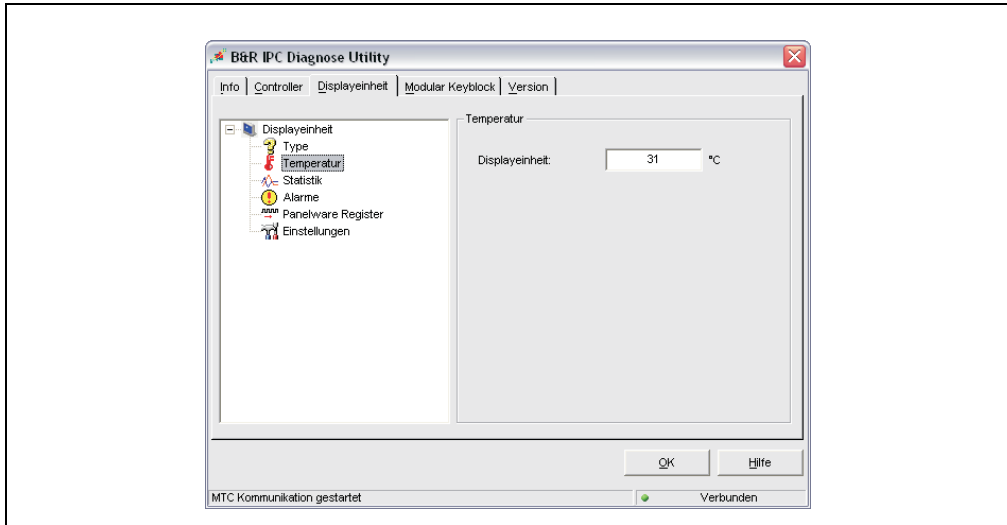 B&R IPC Diagnose Utility
Info Controller Displayeinheit Modular Keyblock Version
Displayeinheit
Type
Temperatur
Statistik
Alarme
Panelware Register
Einstellungen
Temperatur
Displayeinheit: 31 °C
OK Hilfe
MTC Kommunikation gestartet Verbunden